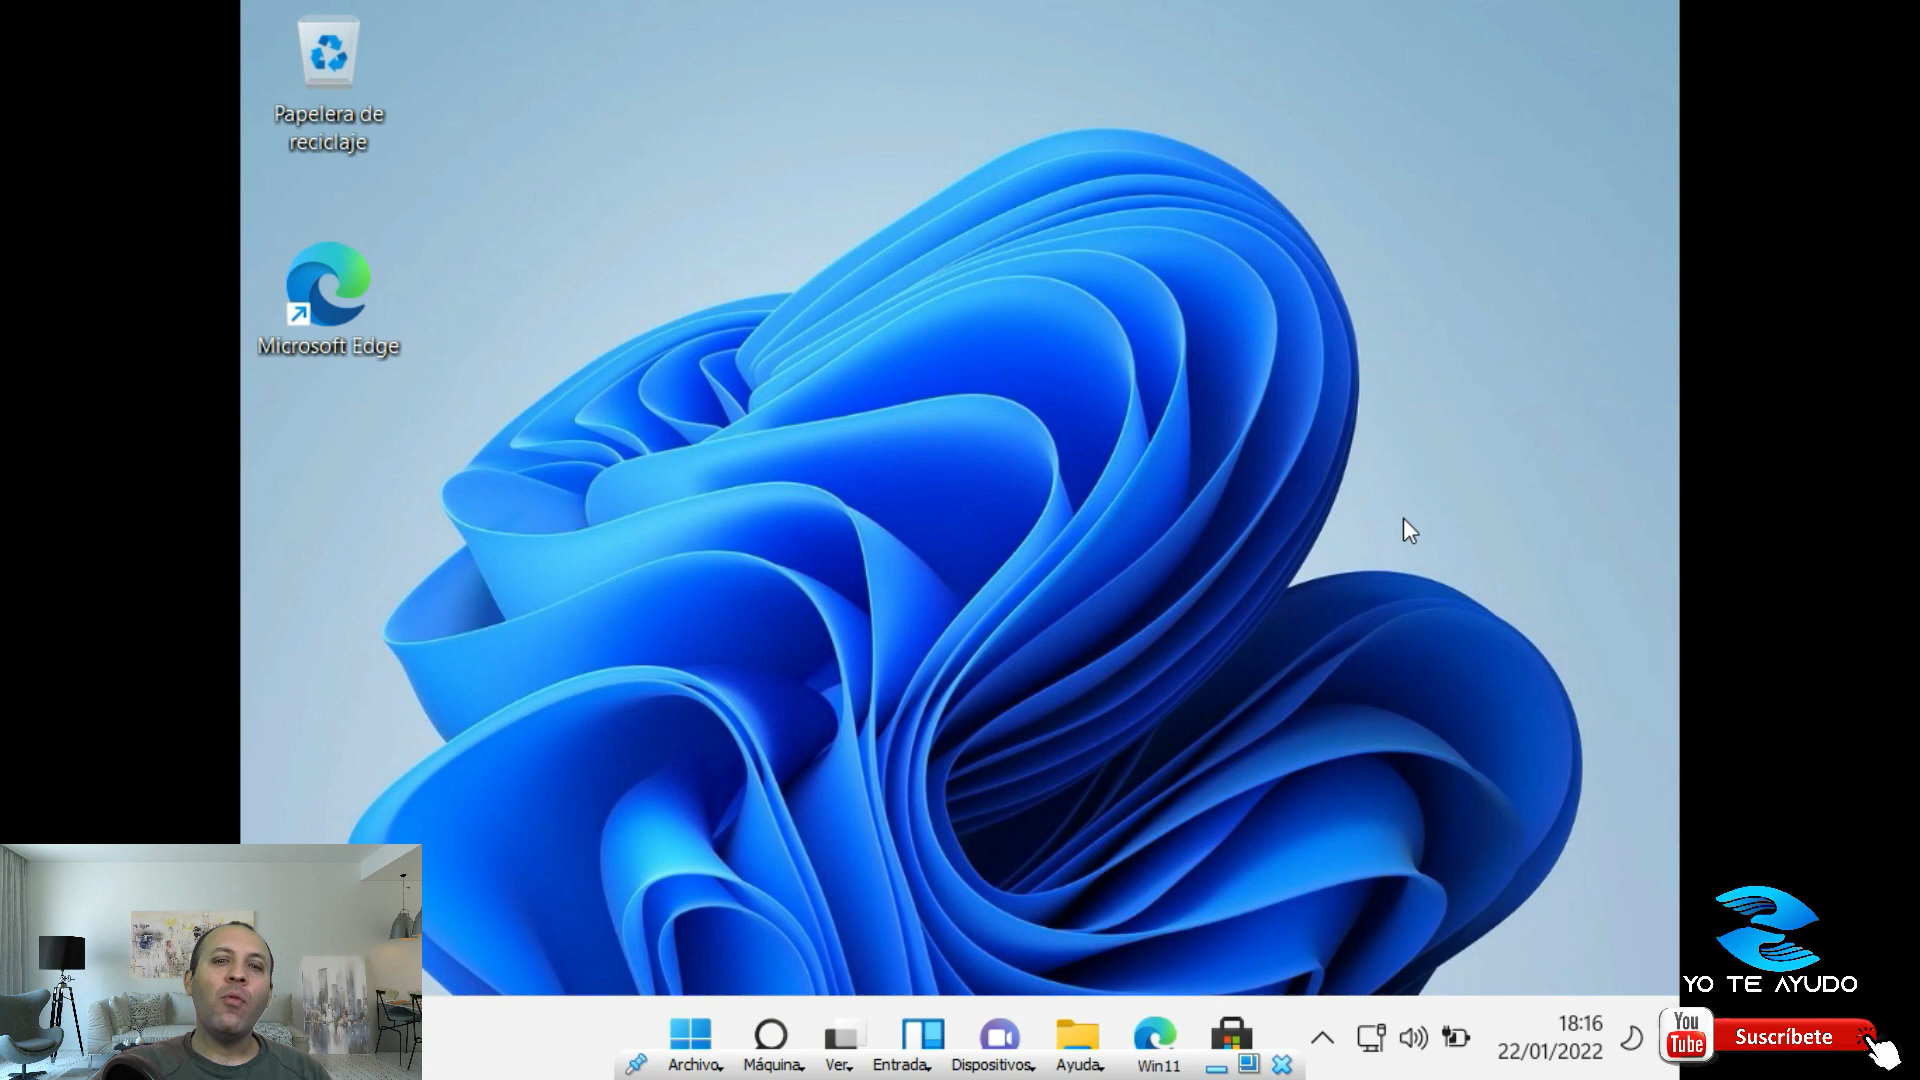 Papelera de
reciclaje
Microsoft Edge
Archivo
Máquina
Ver
Entrada
Dispositivos
Ayuda
Win11
18:16
22/01/2022
YO TE AYUDO
You
Tube
Suscríbete